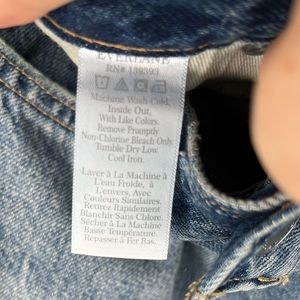 EVERLANE
RN# 139393
Machine Wash Cold,
Inside Out,
With Like Colors.
Remove Promptly
Non-Chlorine Bleach Only
Tumble Dry Low
Cool Iron.
Laver à La Machine à
L'eau Froide, à
L'envers, Avec
Couleurs Similaires.
Retirez Rapidement
Blanchir Sans Chlore.
Sécher à La Machine
Basse Température.
Repasser à Fer Bas.